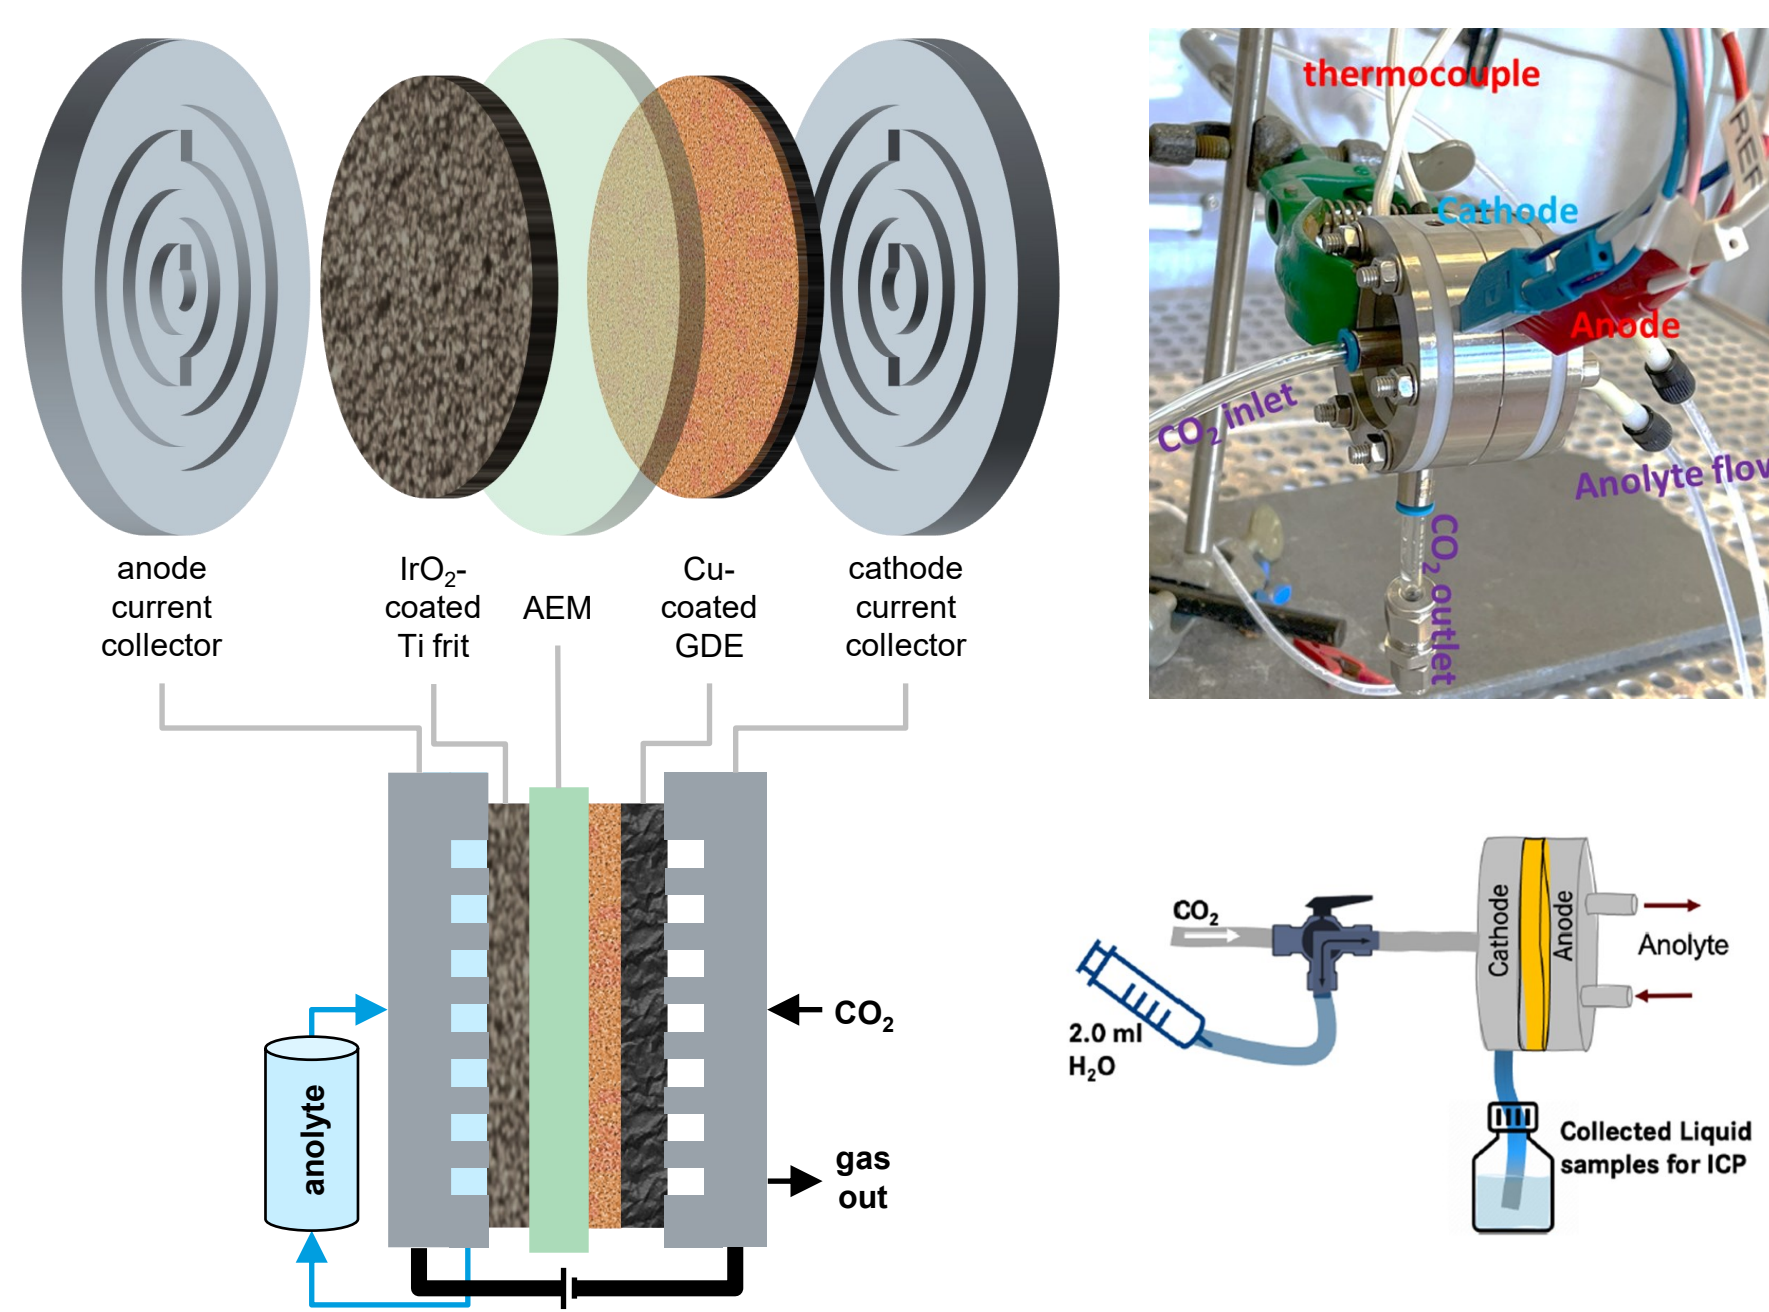 anode
current
collector
IrO₂-
coated
Ti frit
AEM
Cu-
coated
GDE
cathode
current
collector
anolyte
CO₂
gas
out
thermocouple
REF
Cathode
Anode
CO₂ inlet
Anolyte flow
CO₂ outlet
CO₂
2.0 ml
H₂O
Cathode
Anode
Anolyte
Collected Liquid
samples for ICP